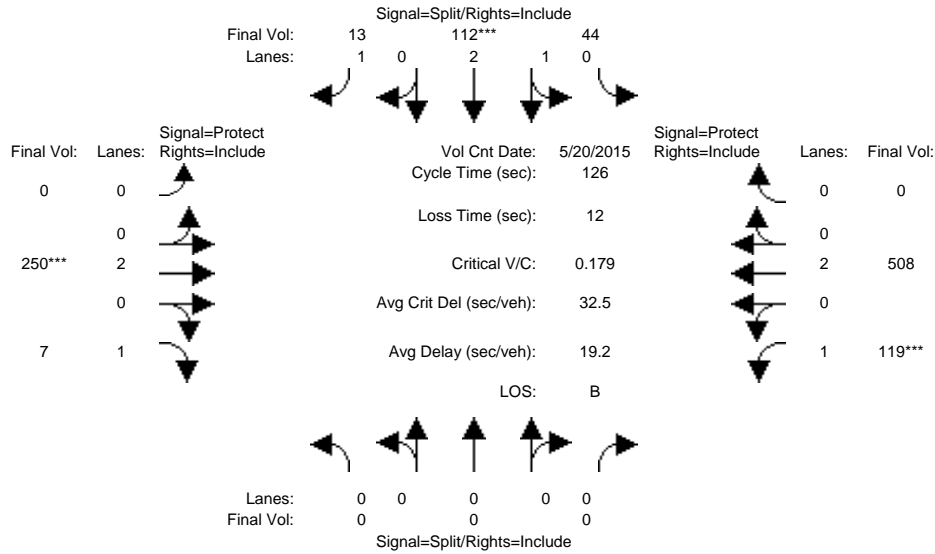 Signal=Split/Rights=Include
Final Vol: 13 112*** 44
Lanes: 1 0 2 1 0
Signal=Protect Signal=Protect
Final Vol: Lanes: Rights=Include Vol Cnt Date: 5/20/2015 Rights=Include Lanes: Final Vol:
Cycle Time (sec): 126
0 0 0 0
Loss Time (sec): 12
0 0
250*** 2 Critical V/C: 0.179 2 508
0 Avg Crit Del (sec/veh): 32.5 0
7 1 Avg Delay (sec/veh): 19.2 1 119***
LOS: B
Lanes: 0 0 0 0 0
Final Vol: 0 0 0
Signal=Split/Rights=Include